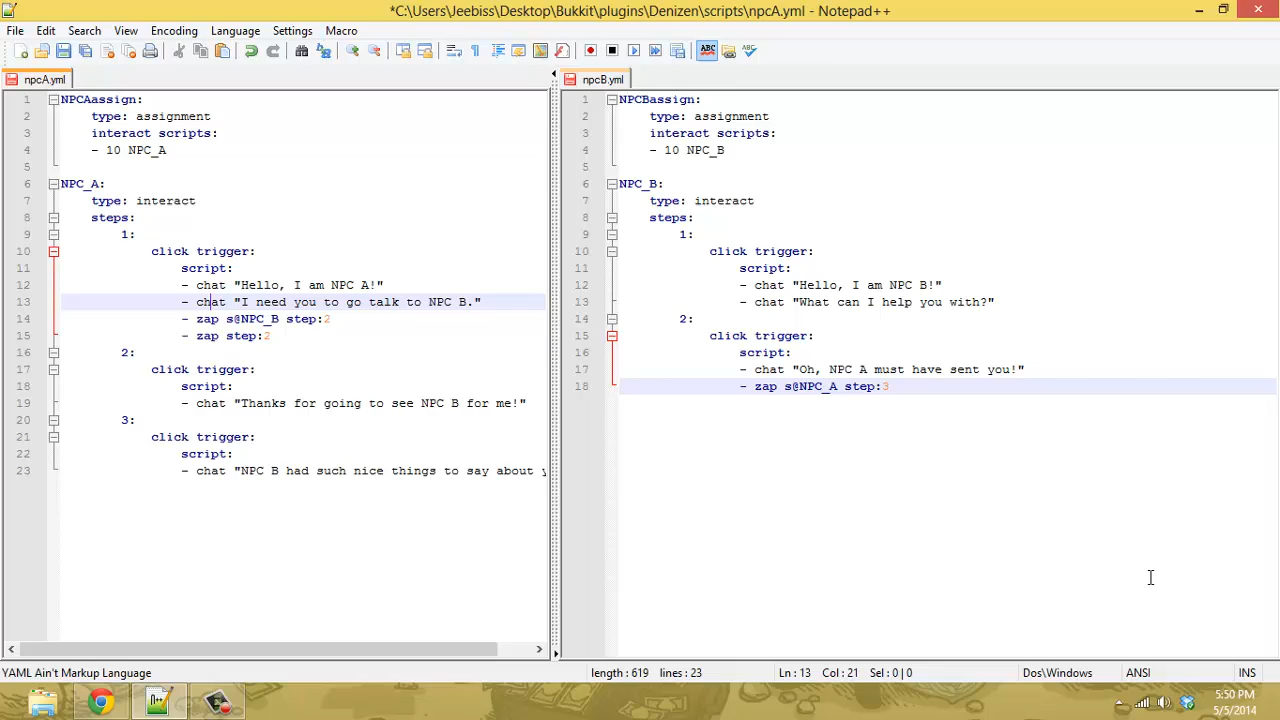 *C:\Users\Jeebiss\Desktop\Bukkit\plugins\Denizen\scripts\npcA.yml - Notepad++
File Edit Search View Encoding Language Settings Macro
npcA.yml
1 NPCAassign:
2 type: assignment
3 interact scripts:
4 - 10 NPC_A
5
6 NPC_A:
7 type: interact
8 steps:
9 1:
10 click trigger:
11 script:
12 - chat "Hello, I am NPC A!"
13 - chat "I need you to go talk to NPC B."
14 - zap s@NPC_B step:2
15 - zap step:2
16 2:
17 click trigger:
18 script:
19 - chat "Thanks for going to see NPC B for me!"
20 3:
21 click trigger:
22 script:
23 - chat "NPC B had such nice things to say about
npcB.yml
1 NPCBassign:
2 type: assignment
3 interact scripts:
4 - 10 NPC_B
5
6 NPC_B:
7 type: interact
8 steps:
9 1:
10 click trigger:
11 script:
12 - chat "Hello, I am NPC B!"
13 - chat "What can I help you with?"
14 2:
15 click trigger:
16 script:
17 - chat "Oh, NPC A must have sent you!"
18 - zap s@NPC_A step:3
YAML Ain't Markup Language length : 619 lines : 23 Ln : 13 Col : 21 Sel : 0 | 0 Dos\Windows ANSI INS
5:50 PM
5/5/2014